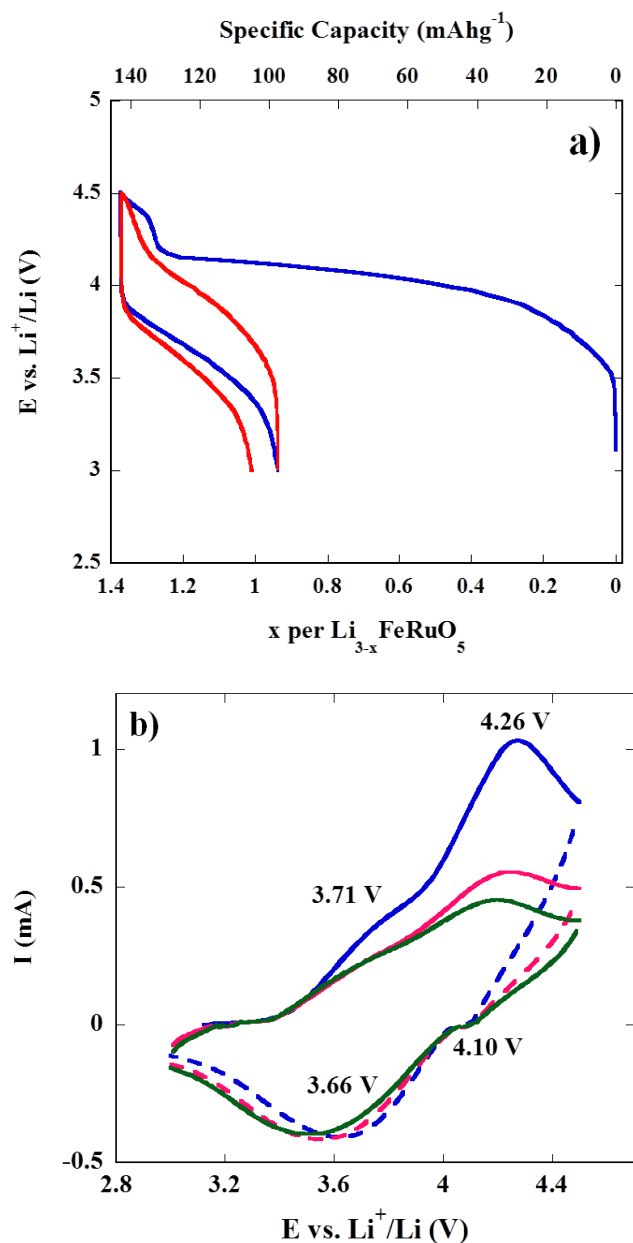 Specific Capacity (mAhg⁻¹)
140 120 100 80 60 40 20 0
a)
5
4.5
4
3.5
3
2.5
E vs. Li⁺/Li (V)
1.4 1.2 1 0.8 0.6 0.4 0.2 0
x per Li₃₋ₓFeRuO₅
b)
4.26 V
3.71 V
4.10 V
3.66 V
1
0.5
0
-0.5
I (mA)
2.8 3.2 3.6 4 4.4
E vs. Li⁺/Li (V)